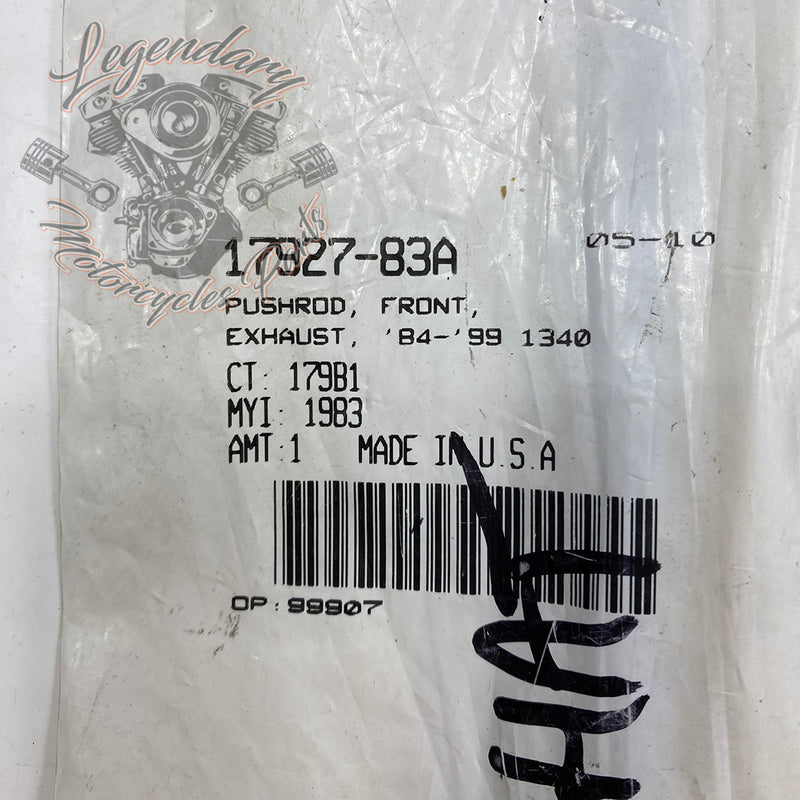 Legendary
Motorcycles Parts
17927-83A
05-10
PUSHROD, FRONT,
EXHAUST, '84-'99 1340
CT: 179B1
MYI: 1983
AMT:1 MADE IN U.S.A
OP:99907